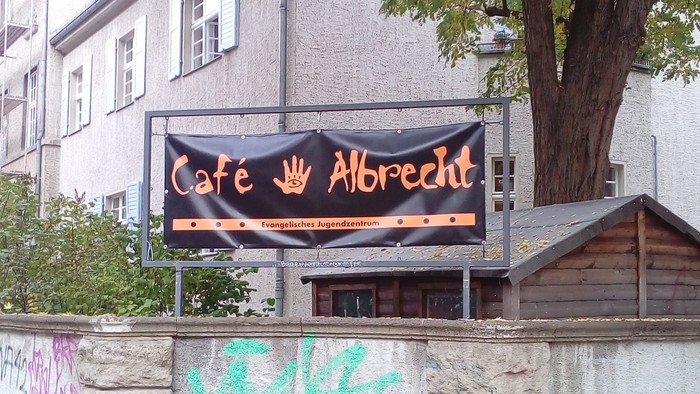 Café Albrecht
Evangelisches Jugendzentrum